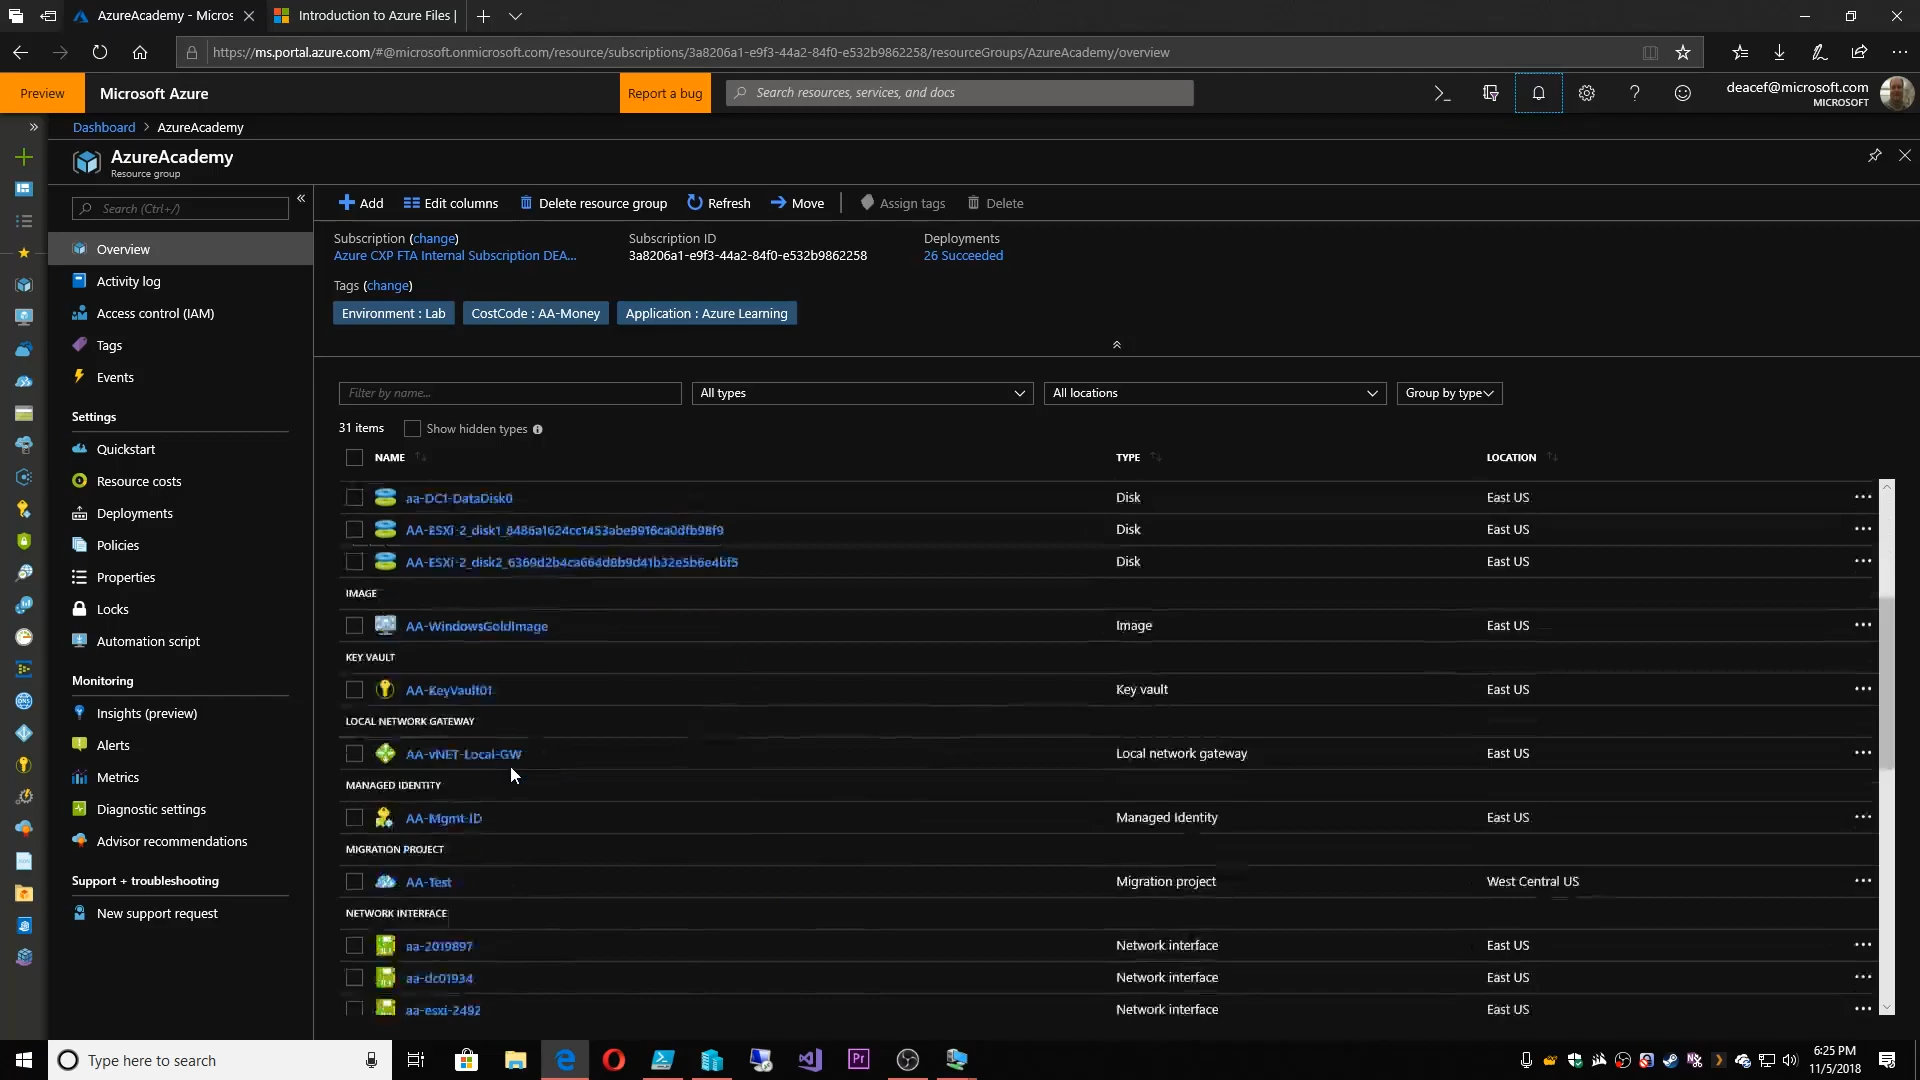 AzureAcademy - Micros
Introduction to Azure Files |
https://ms.portal.azure.com/#@microsoft.onmicrosoft.com/resource/subscriptions/3a8206a1-e9f3-44a2-84f0-e532b9862258/resourceGroups/AzureAcademy/overview
Preview
Microsoft Azure
Report a bug
Search resources, services, and docs
deacef@microsoft.com
MICROSOFT
Dashboard > AzureAcademy
AzureAcademy
Resource group
Search (Ctrl+/)
Add
Edit columns
Delete resource group
Refresh
Move
Assign tags
Delete
Overview
Activity log
Access control (IAM)
Tags
Events
Settings
Quickstart
Resource costs
Deployments
Policies
Properties
Locks
Automation script
Monitoring
Insights (preview)
Alerts
Metrics
Diagnostic settings
Advisor recommendations
Support + troubleshooting
New support request
Subscription (change)
Azure CXP FTA Internal Subscription DEA...
Subscription ID
3a8206a1-e9f3-44a2-84f0-e532b9862258
Deployments
26 Succeeded
Tags (change)
Environment : Lab
CostCode : AA-Money
Application : Azure Learning
Filter by name...
All types
All locations
Group by type
31 items
Show hidden types
NAME
TYPE
LOCATION
aa-DC1-DataDisk0 Disk East US
Disk East US
Disk East US
IMAGE
AA-WindowsGoldImage Image East US
KEY VAULT
AA-KeyVault01 Key vault East US
LOCAL NETWORK GATEWAY
AA-vNET-Local-GW Local network gateway East US
MANAGED IDENTITY
AA-Mgmt-ID Managed Identity East US
MIGRATION PROJECT
AA-Test Migration project West Central US
NETWORK INTERFACE
aa-2019897 Network interface East US
aa-dc01934 Network interface East US
aa-esxi-2492 Network interface East US
Type here to search
Pr
6:25 PM
11/5/2018